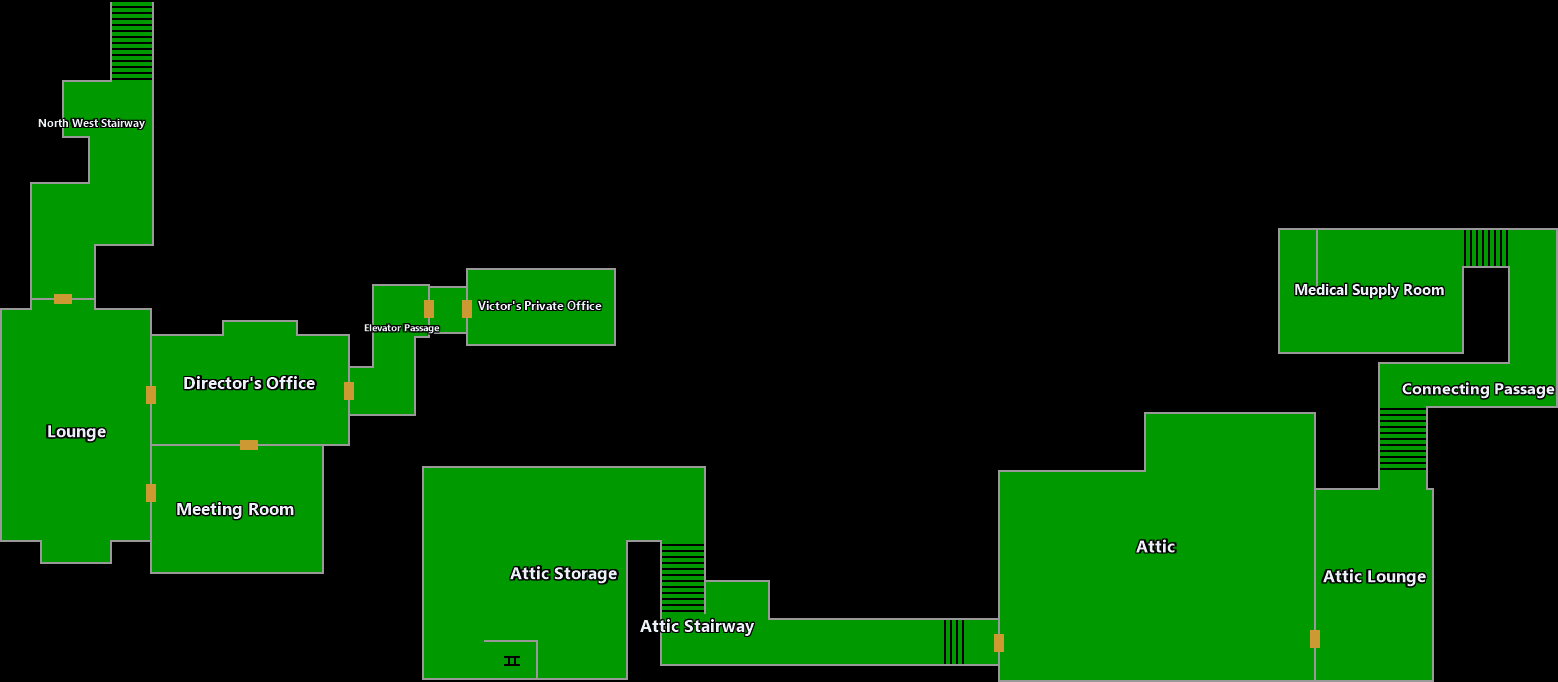 North West Stairway
Medical Supply Room
Victor's Private Office
Elevator Passage
Director's Office
Connecting Passage
Lounge
Meeting Room
Attic
Attic Storage
Attic Lounge
Attic Stairway